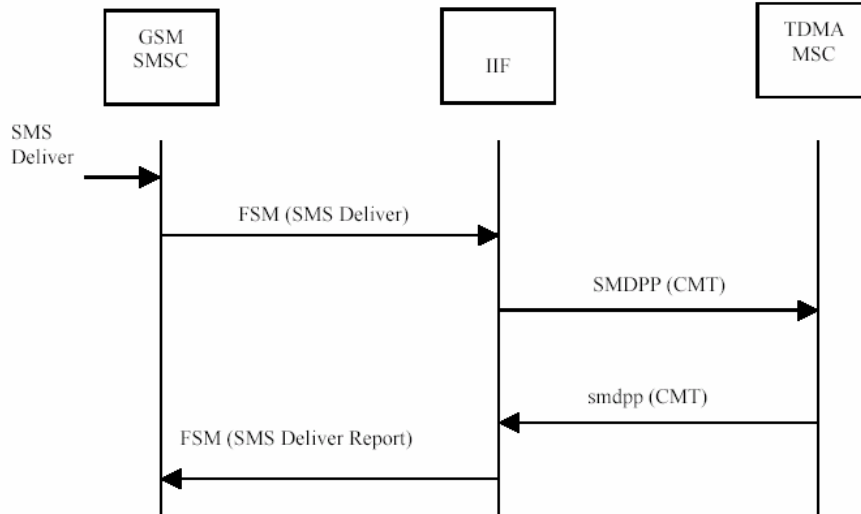 GSM
SMSC
IIF
TDMA
MSC
SMS
Deliver
FSM (SMS Deliver)
SMDPP (CMT)
smdpp (CMT)
FSM (SMS Deliver Report)